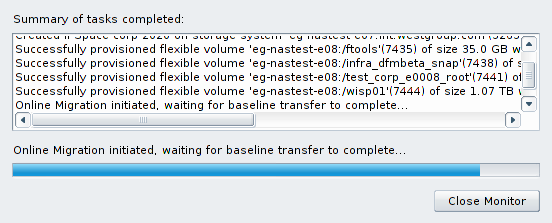 Summary of tasks completed:
Successfully provisioned flexible volume 'eg-nastest-e08:/ftools'(7435) of size 35.0 GB w
Successfully provisioned flexible volume 'eg-nastest-e08:/infra_dfmbeta_snap'(7438) of s
Successfully provisioned flexible volume 'eg-nastest-e08:/test_corp_e0008_root'(7441) of
Successfully provisioned flexible volume 'eg-nastest-e08:/wisp01'(7444) of size 1.07 TB w
Online Migration initiated, waiting for baseline transfer to complete...
Online Migration initiated, waiting for baseline transfer to complete...
Close Monitor